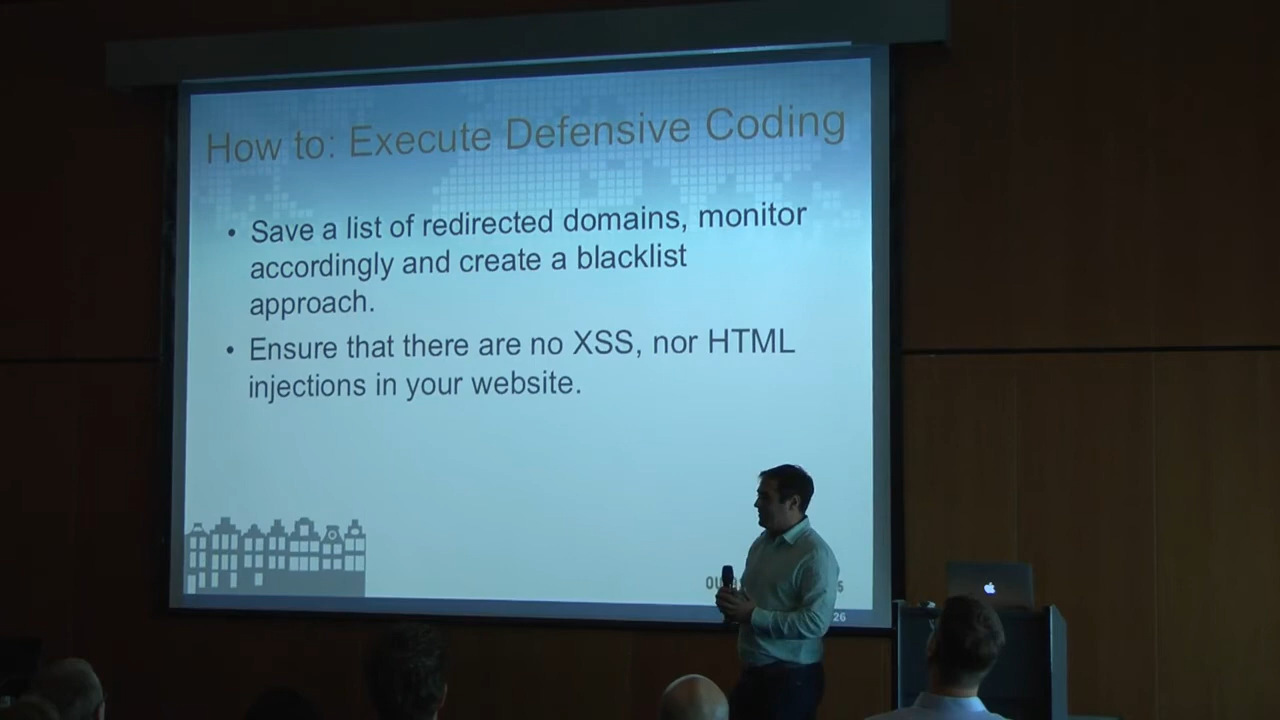 How to: Execute Defensive Coding
• Save a list of redirected domains, monitor
accordingly and create a blacklist
approach.
• Ensure that there are no XSS, nor HTML
injections in your website.
26